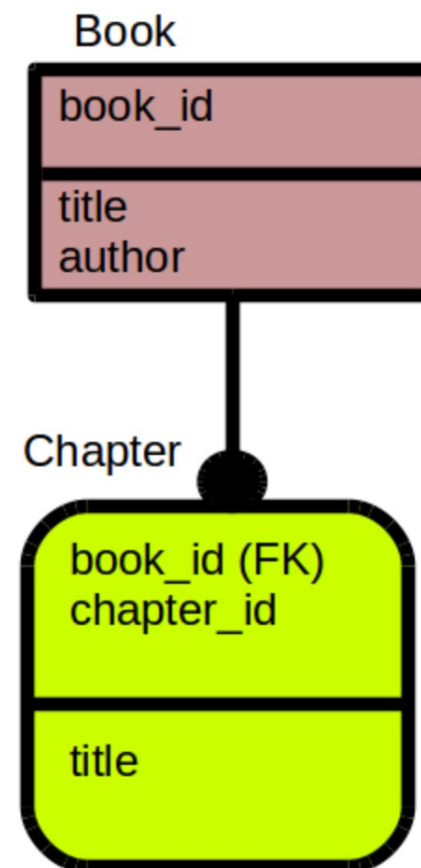 Book
book_id
title
author
Chapter
book_id (FK)
chapter_id
title